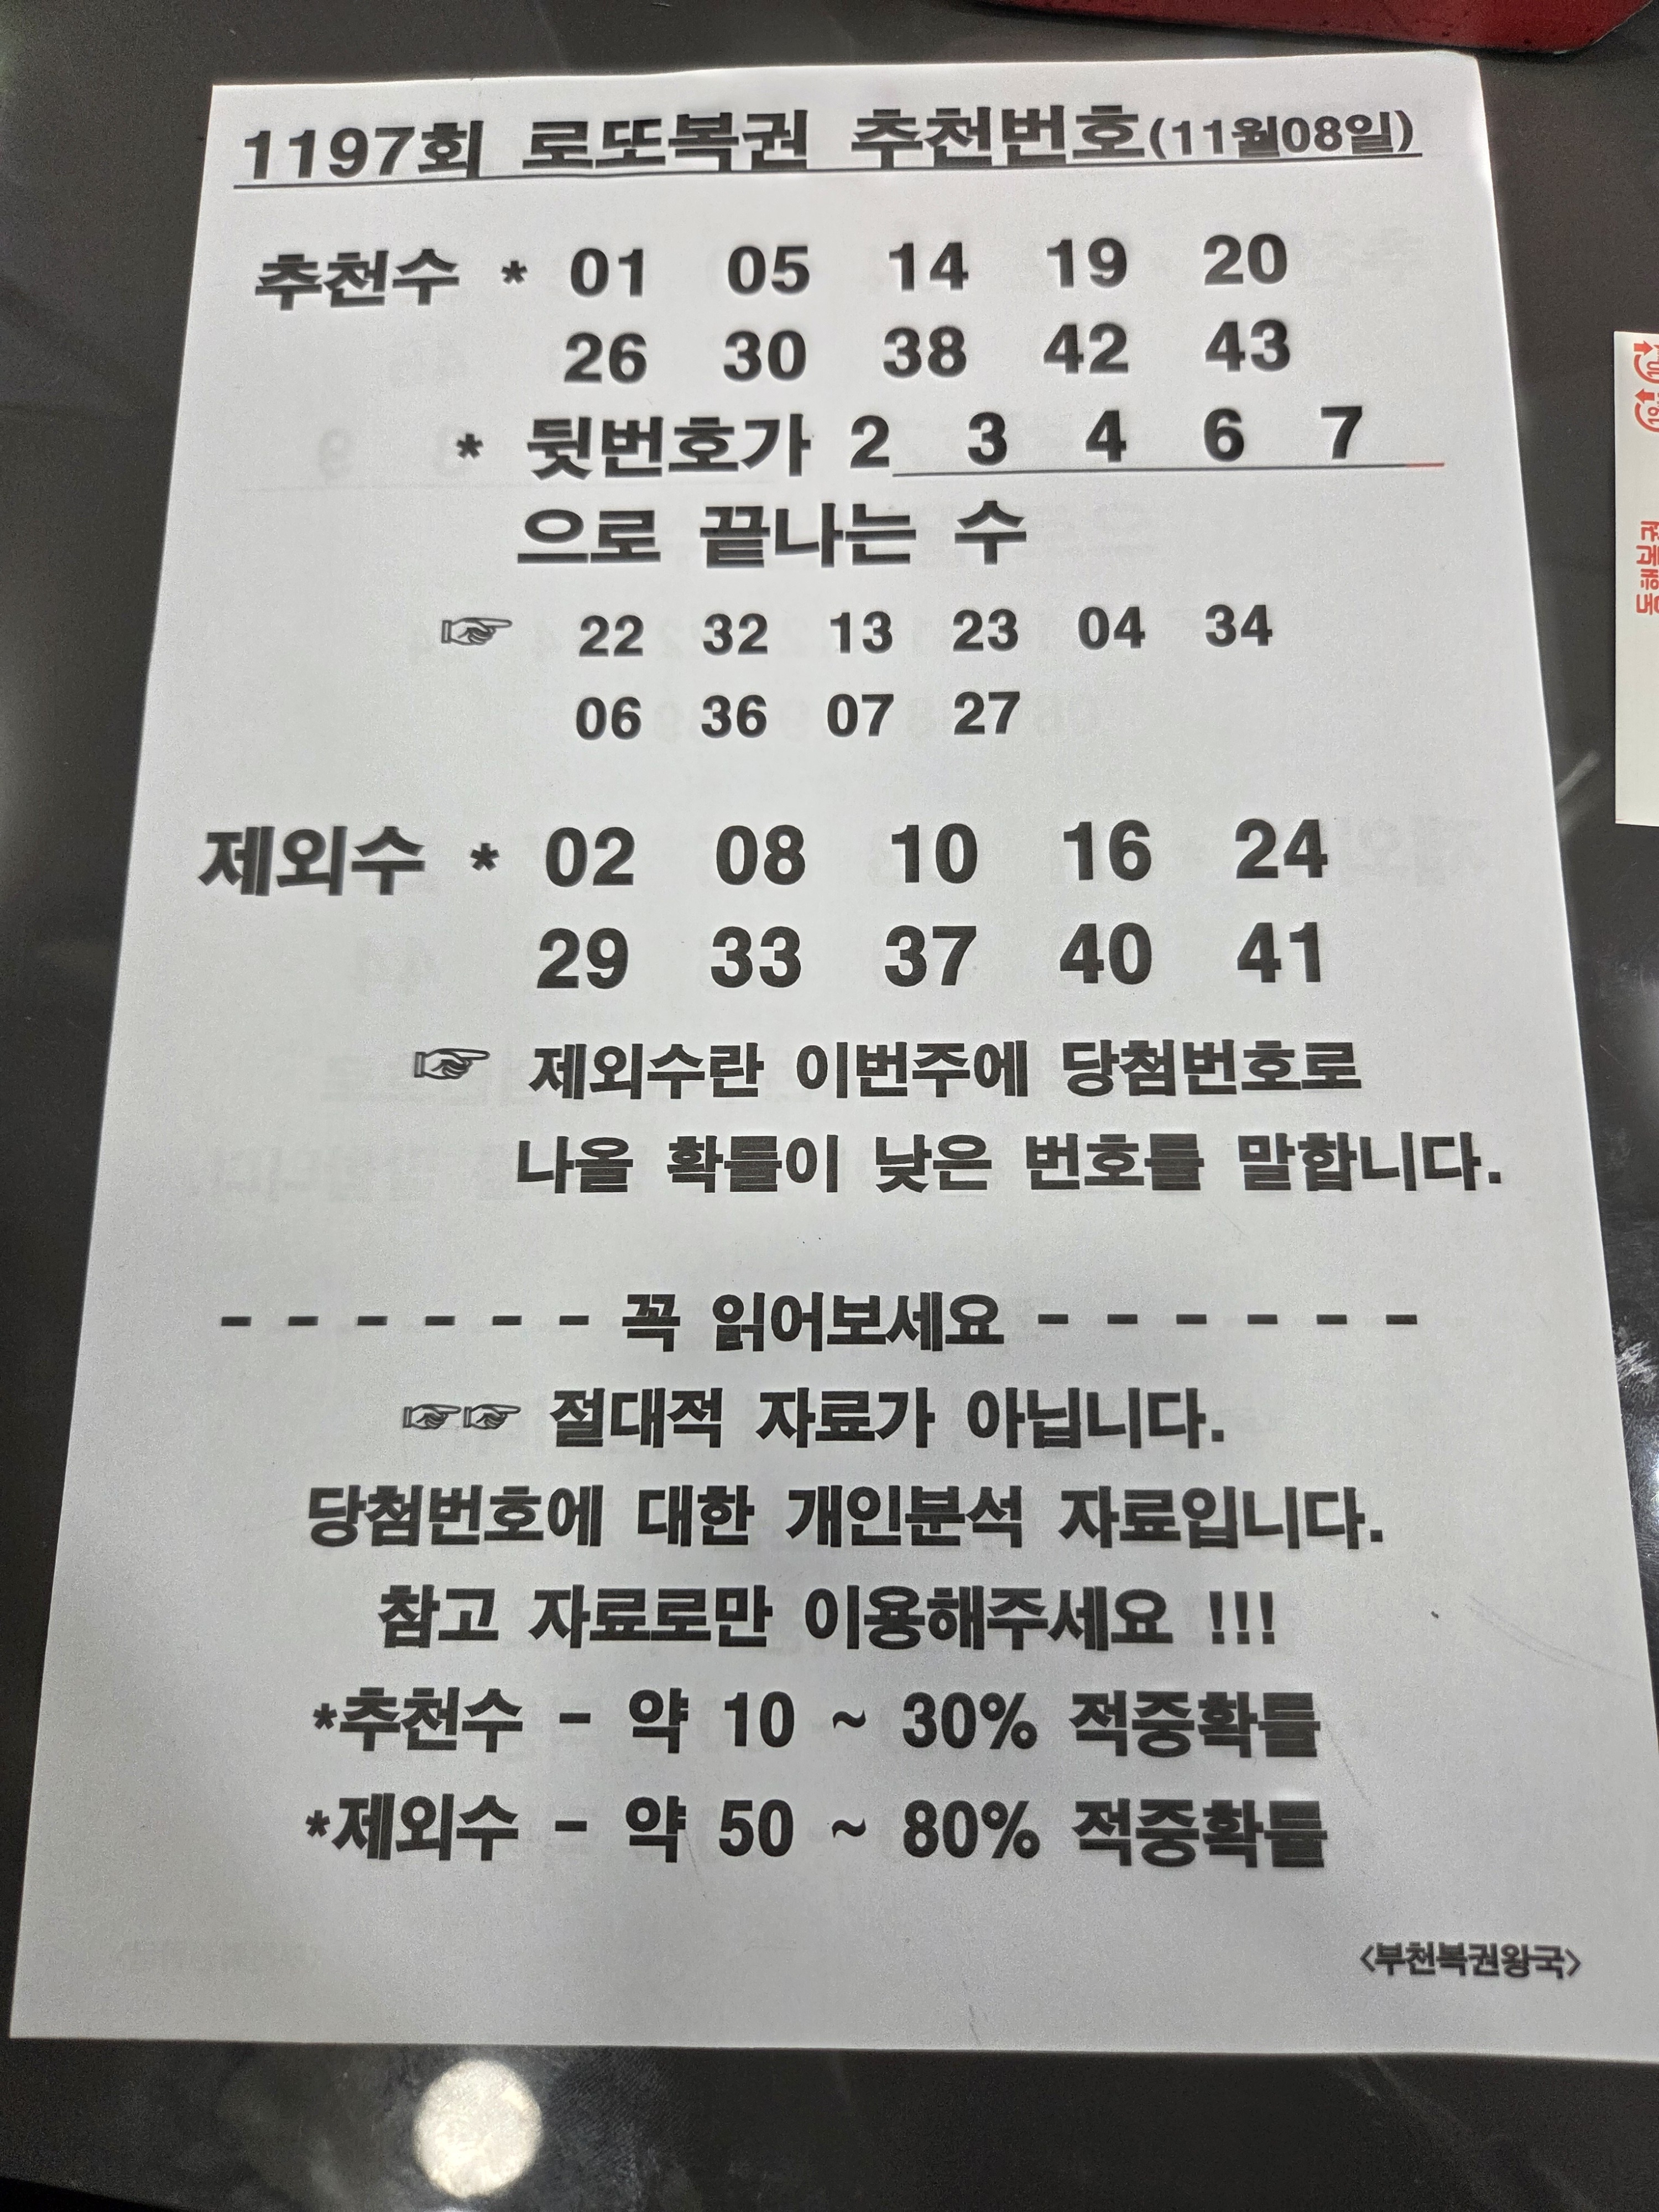 1197회 로또복권 추천번호(11월08일)
추천수 * 01 05 14 19 20
26 30 38 42 43
* 뒷번호가 2 3 4 6 7
으로 끝나는 수
☞ 22 32 13 23 04 34
06 36 07 27
제외수 * 02 08 10 16 24
29 33 37 40 41
☞ 제외수란 이번주에 당첨번호로
나올 확률이 낮은 번호를 말합니다.
- - - - - - 꼭 읽어보세요 - - - - - -
☞☞ 절대적 자료가 아닙니다.
당첨번호에 대한 개인분석 자료입니다.
참고 자료로만 이용해주세요 !!!
*추천수 - 약 10 ~ 30% 적중확률
*제외수 - 약 50 ~ 80% 적중확률
<부천복권왕국>